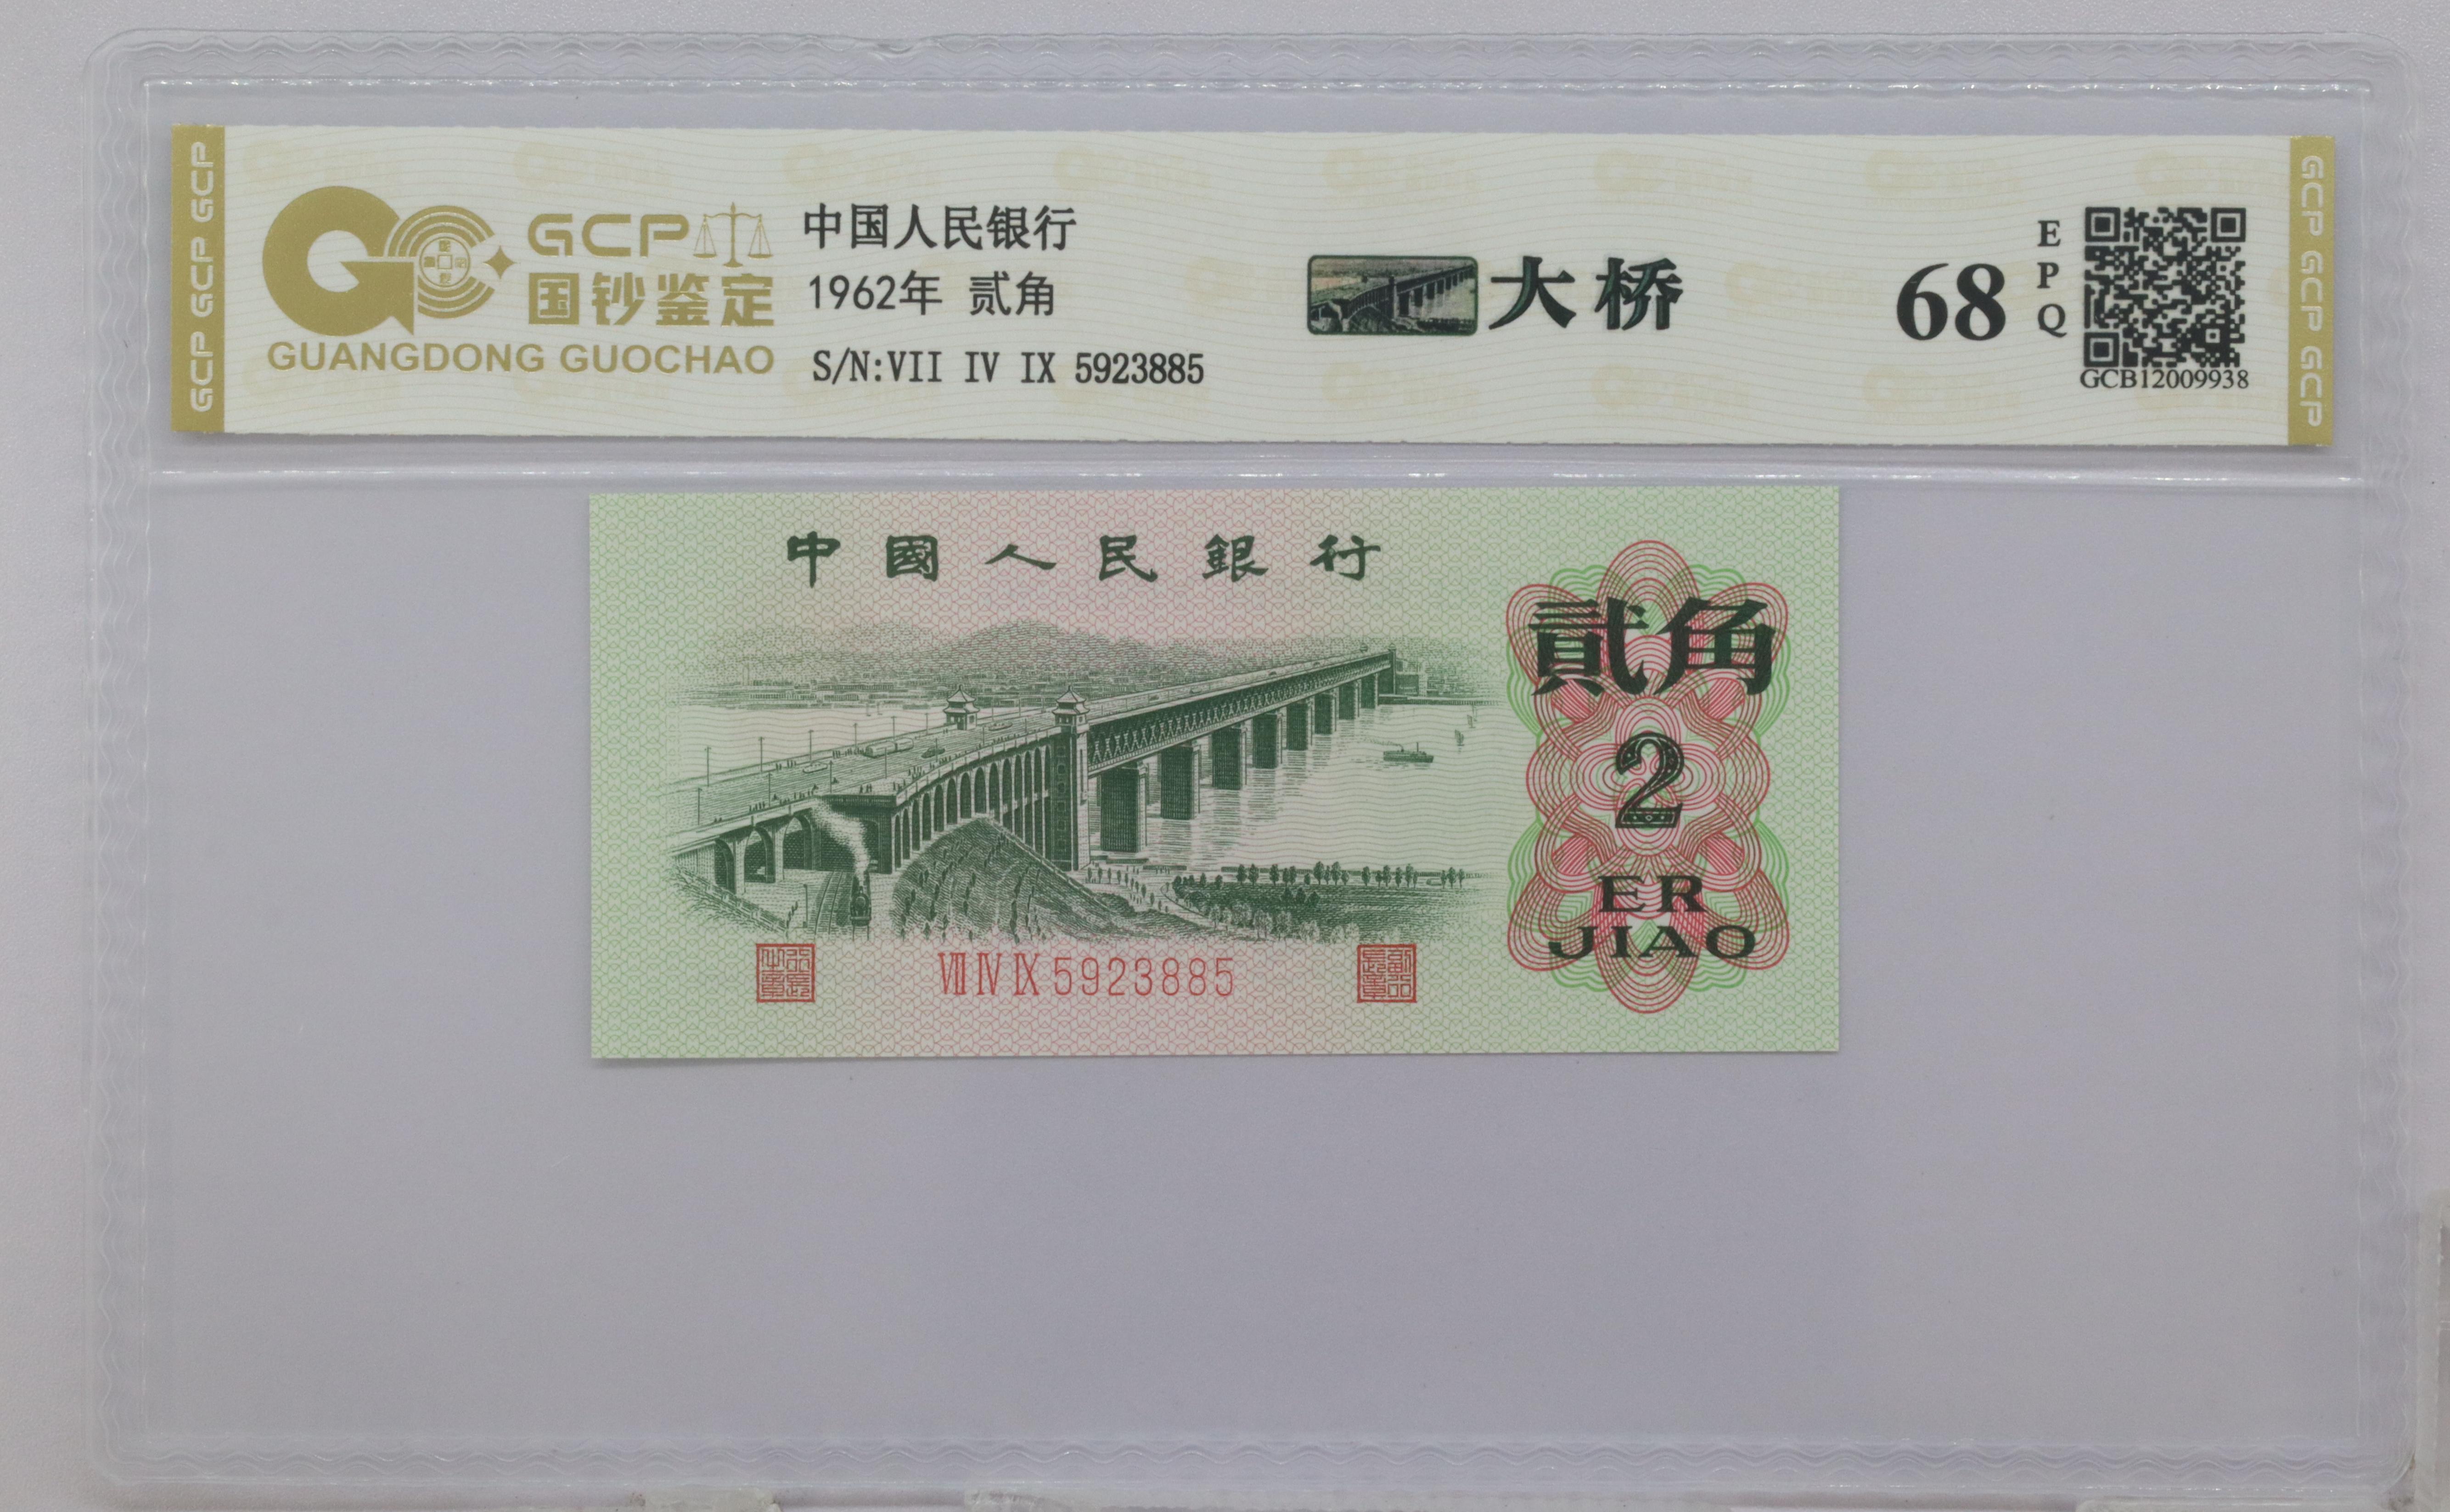 GCP GCP GCP
GCP
国钞鉴定
GUANGDONG GUOCHAO
中国人民银行
1962年 贰角
S/N:VII IV IX 5923885
大桥
68
EPQ
GCB12009938
GCP GCP GCP
中國人民銀行
貳角
2
ER
JIAO
VII IV IX 5923885